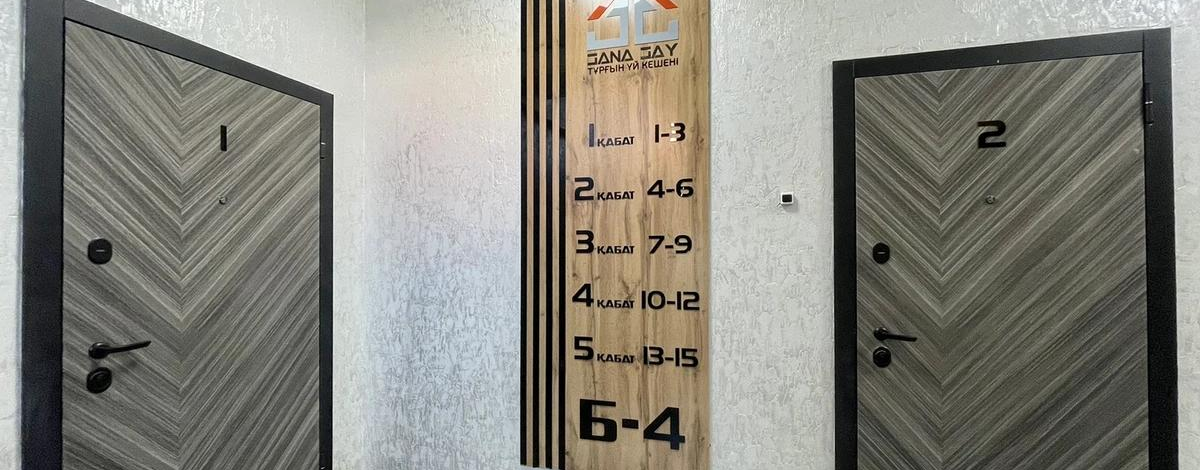 1
SANA SAY
ТҰРҒЫН ҮЙ КЕШЕНІ
1 ҚАБАТ 1-3
2 ҚАБАТ 4-6
3 ҚАБАТ 7-9
4 ҚАБАТ 10-12
5 ҚАБАТ 13-15
Б-4
2